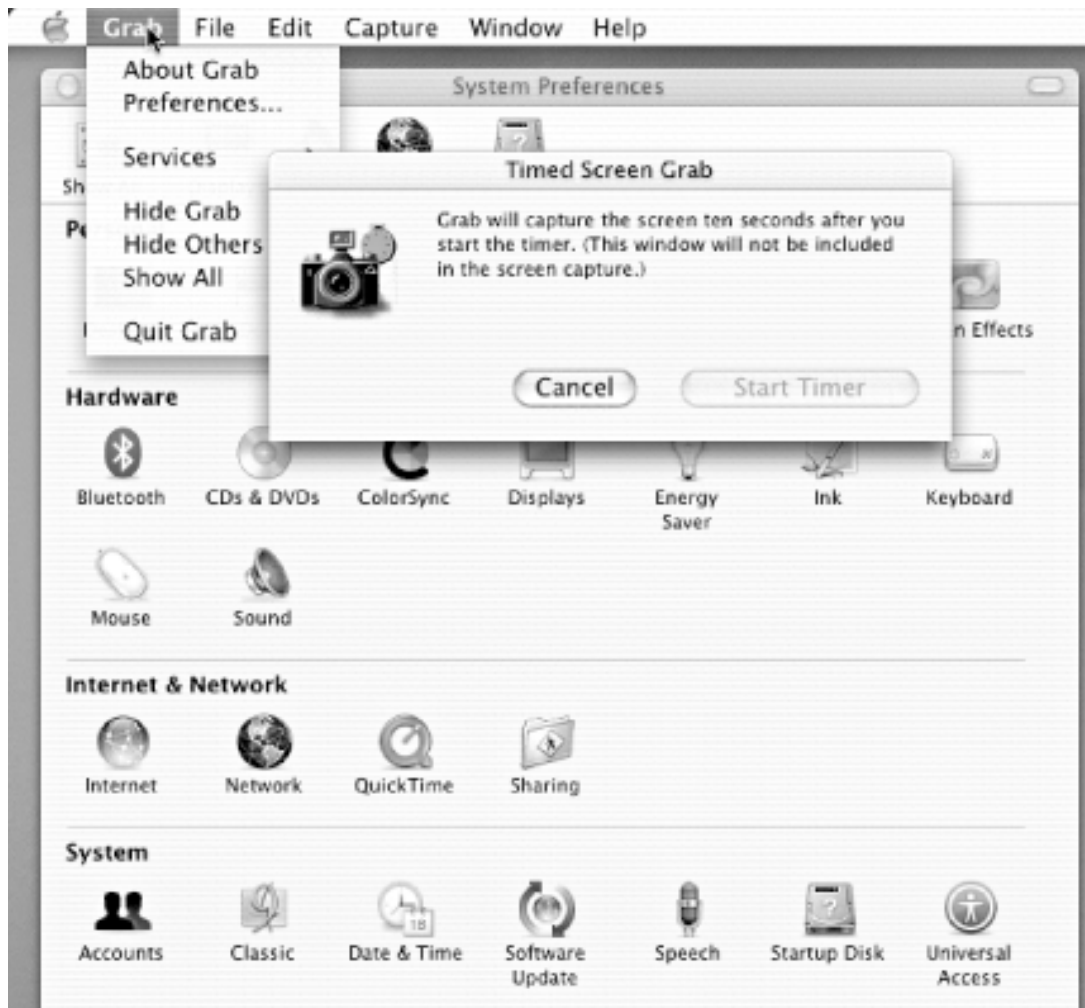 Grab File Edit Capture Window Help
About Grab
Preferences...
Services
Hide Grab
Hide Others
Show All
Quit Grab
System Preferences
Timed Screen Grab
Grab will capture the screen ten seconds after you
start the timer. (This window will not be included
in the screen capture.)
Cancel Start Timer
Effects
Hardware
Bluetooth CDs & DVDs ColorSync Displays Energy Saver Ink Keyboard
Mouse Sound
Internet & Network
Internet Network QuickTime Sharing
System
Accounts Classic Date & Time Software Update Speech Startup Disk Universal Access
18